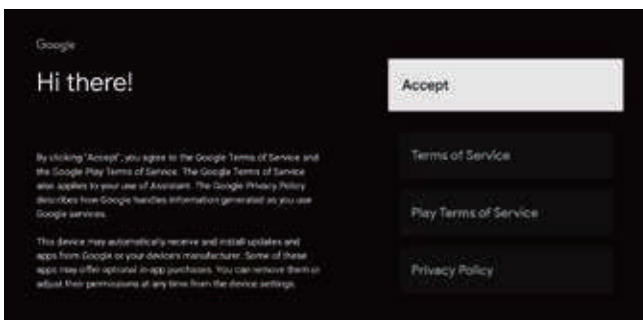 Google
Hi there!
By clicking "Accept", you agree to the Google Terms of Service and
the Google Play Terms of Service. The Google Terms of Service
also applies to your use of Assistant. The Google Privacy Policy
describes how Google handles information generated as you use
Google services.
This device may automatically receive and install updates and
apps from Google or your device's manufacturer. Some of these
apps may offer optional in-app purchases. You can remove them or
adjust their permissions at any time from the device settings.
Accept
Terms of Service
Play Terms of Service
Privacy Policy